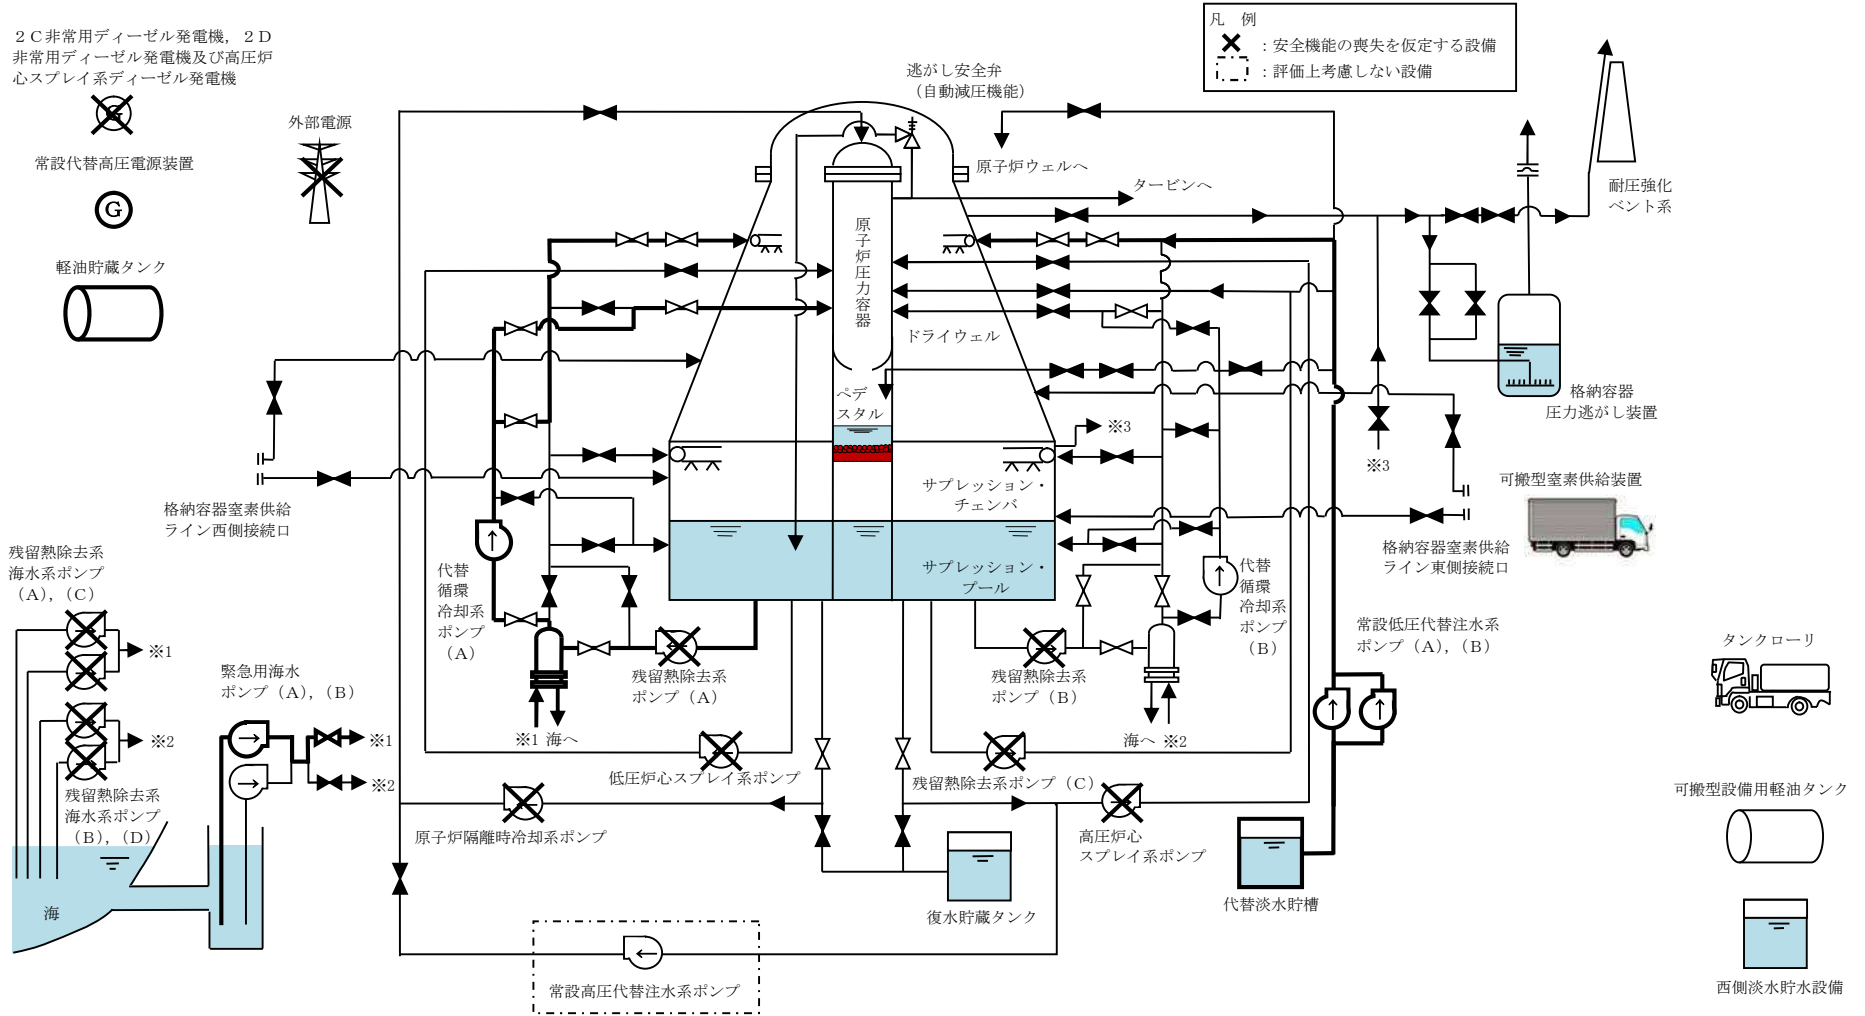 ２Ｃ非常用ディーゼル発電機，２Ｄ
非常用ディーゼル発電機及び高圧炉
心スプレイ系ディーゼル発電機
G
常設代替高圧電源装置
G
軽油貯蔵タンク
外部電源
凡　例
：安全機能の喪失を仮定する設備
：評価上考慮しない設備
逃がし安全弁
（自動減圧機能）
原子炉ウェルへ
タービンへ
耐圧強化
ベント系
原子炉圧力容器
ドライウェル
ペデ
スタル
※3
※3
格納容器
圧力逃がし装置
サプレッション・
チェンバ
サプレッション・
プール
可搬型窒素供給装置
格納容器窒素供給
ライン西側接続口
格納容器窒素供給
ライン東側接続口
残留熱除去系
海水系ポンプ
（A），（C）
※1
※2
残留熱除去系
海水系ポンプ
（B），（D）
緊急用海水
ポンプ（A），（B）
※1
※2
海
代替
循環
冷却系
ポンプ
（A）
残留熱除去系
ポンプ（A）
※1 海へ
代替
循環
冷却系
ポンプ
（B）
残留熱除去系
ポンプ（B）
海へ ※2
常設低圧代替注水系
ポンプ（A），（B）
タンクローリ
低圧炉心スプレイ系ポンプ
残留熱除去系ポンプ（C）
原子炉隔離時冷却系ポンプ
高圧炉心
スプレイ系ポンプ
可搬型設備用軽油タンク
復水貯蔵タンク
代替淡水貯槽
常設高圧代替注水系ポンプ
西側淡水貯水設備